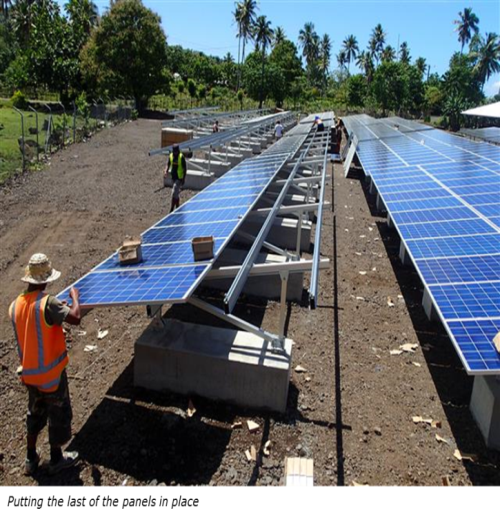 Putting the last of the panels in place